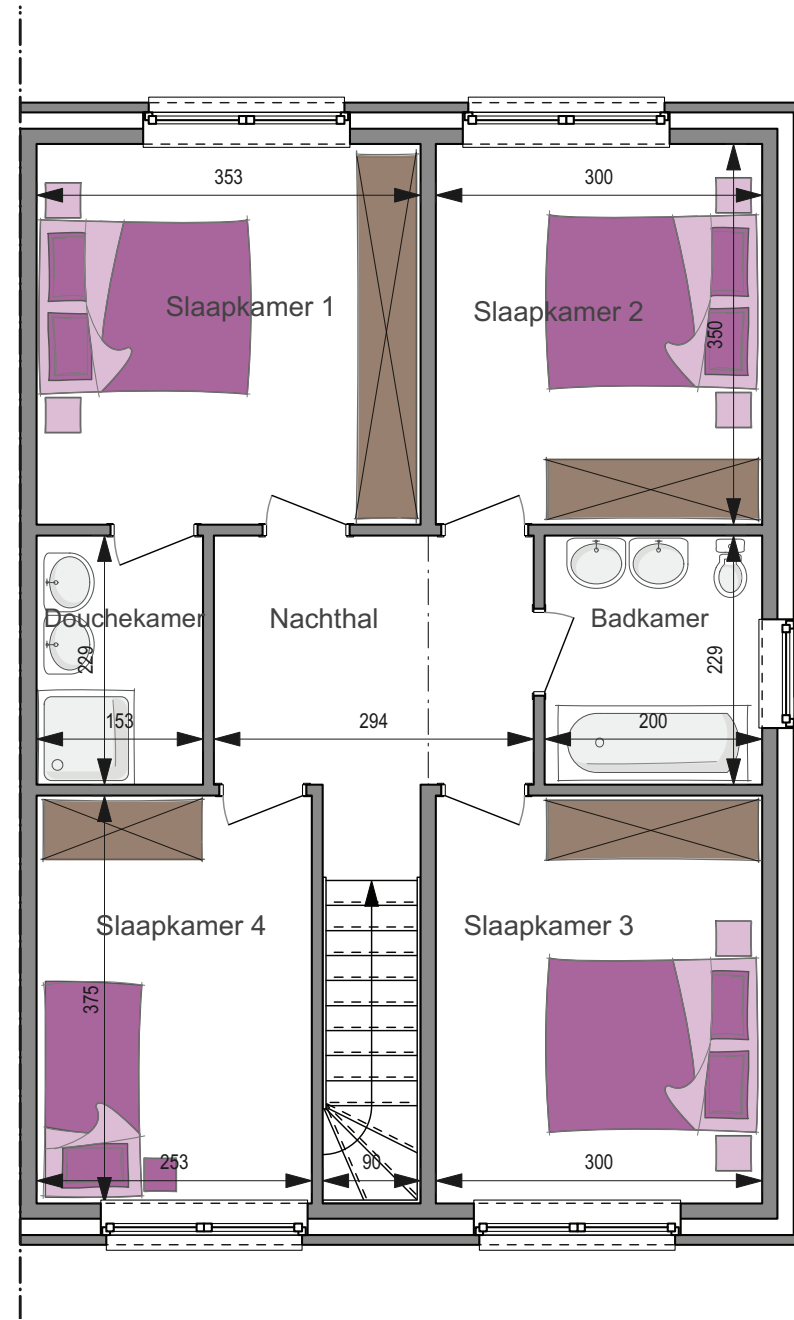 353
300
Slaapkamer 1
Slaapkamer 2
350
Douchekamer
Nachthal
Badkamer
229
229
153
294
200
Slaapkamer 4
Slaapkamer 3
375
253
90
300